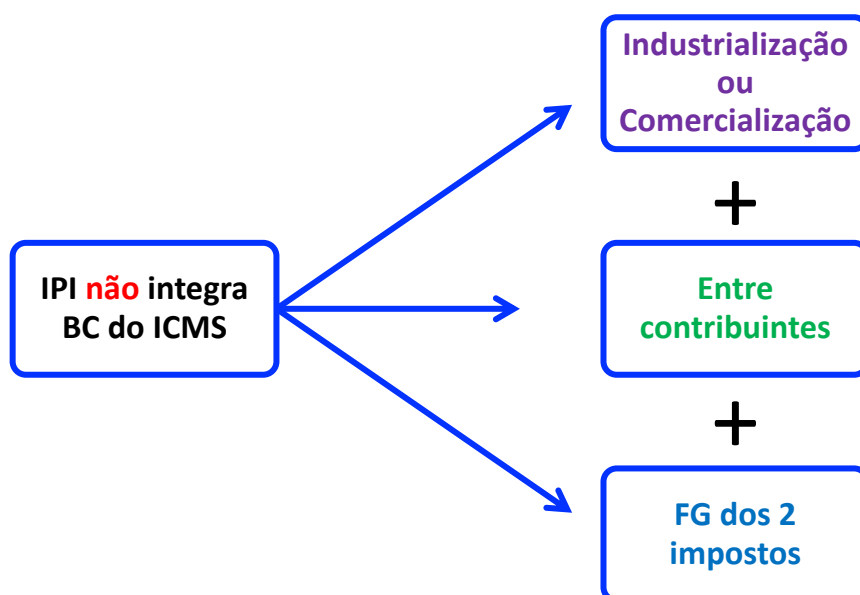 Industrialização
ou
Comercialização
+
IPI não integra
BC do ICMS
Entre
contribuintes
+
FG dos 2
impostos